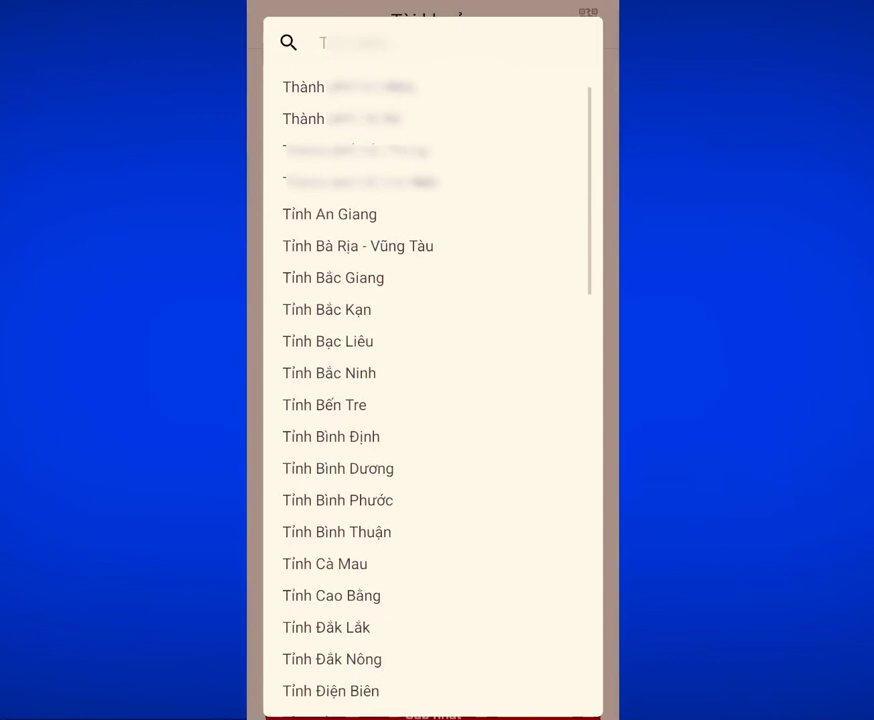 Thành
Thành
Tỉnh An Giang
Tỉnh Bà Rịa - Vũng Tàu
Tỉnh Bắc Giang
Tỉnh Bắc Kạn
Tỉnh Bạc Liêu
Tỉnh Bắc Ninh
Tỉnh Bến Tre
Tỉnh Bình Định
Tỉnh Bình Dương
Tỉnh Bình Phước
Tỉnh Bình Thuận
Tỉnh Cà Mau
Tỉnh Cao Bằng
Tỉnh Đắk Lắk
Tỉnh Đắk Nông
Tỉnh Điện Biên